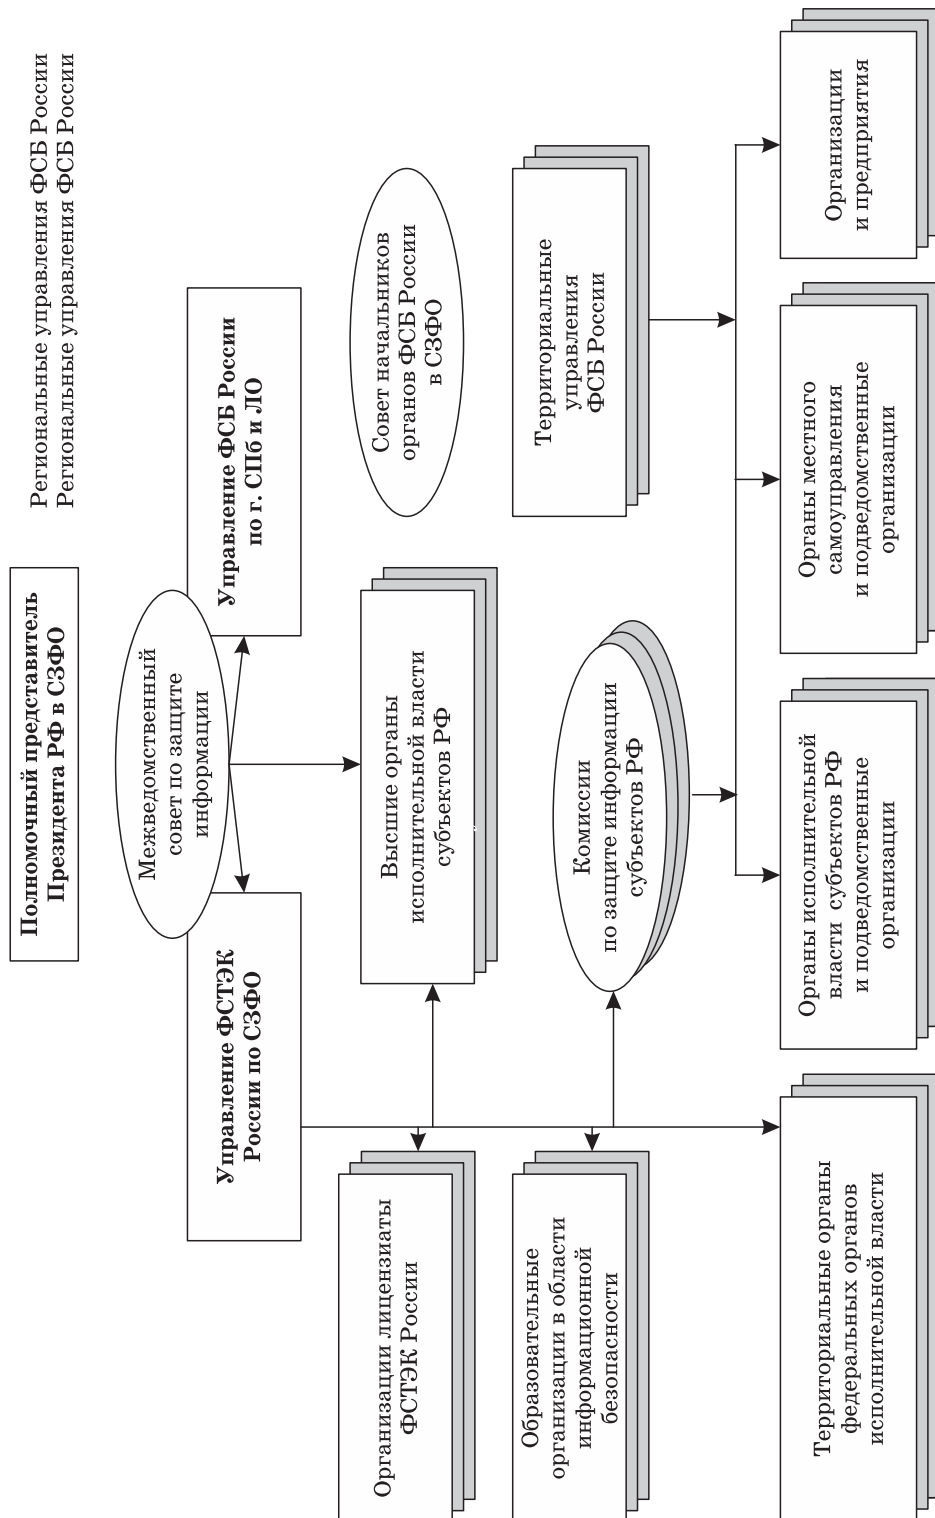 Полномочный представитель
Президента РФ в СЗФО
Региональные управления ФСБ России
Региональные управления ФСБ России
Межведомственный
совет по защите
информации
Управление ФСТЭК
России по СЗФО
Управление ФСБ России
по г. СПб и ЛО
Организации лицензиаты
ФСТЭК России
Высшие органы
исполнительной власти
субъектов РФ
Совет начальников
органов ФСБ России
в СЗФО
Образовательные
организации в области
информационной
безопасности
Комиссии
по защите информации
субъектов РФ
Территориальные
управления
ФСБ России
Территориальные органы
федеральных органов
исполнительной власти
Органы исполнительной
власти субъектов РФ
и подведомственные
организации
Органы местного
самоуправления
и подведомственные
организации
Организации
и предприятия